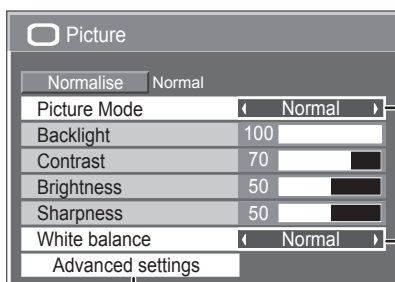 Picture
Normalise Normal
Picture Mode Normal
Backlight 100
Contrast 70
Brightness 50
Sharpness 50
White balance Normal
Advanced settings